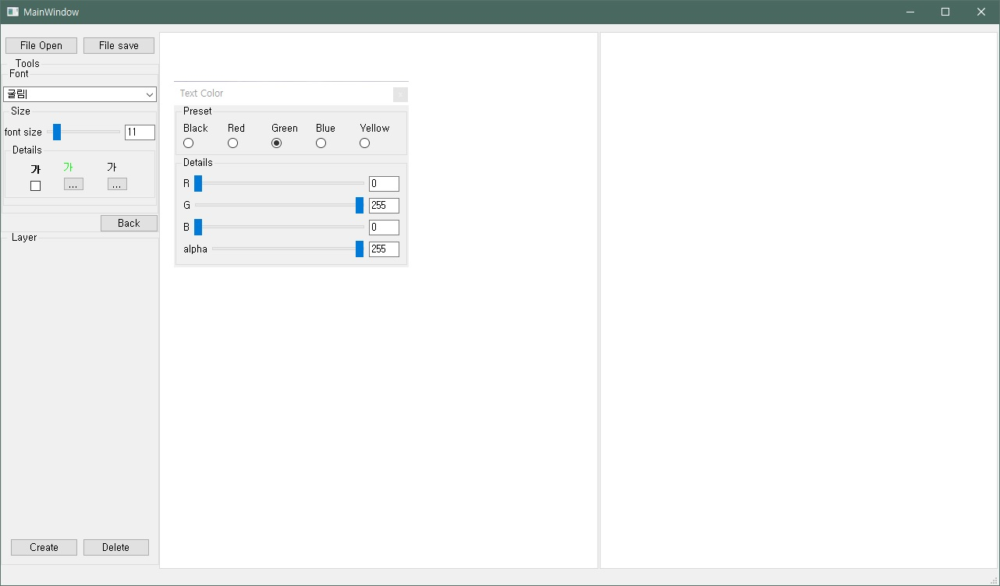 MainWindow
File Open
File save
Tools
Font
굴림
Size
font size
11
Details
가 가 가
... ...
Back
Layer
Create
Delete
Text Color
x
Preset
Black Red Green Blue Yellow
Details
R 0
G 255
B 0
alpha 255